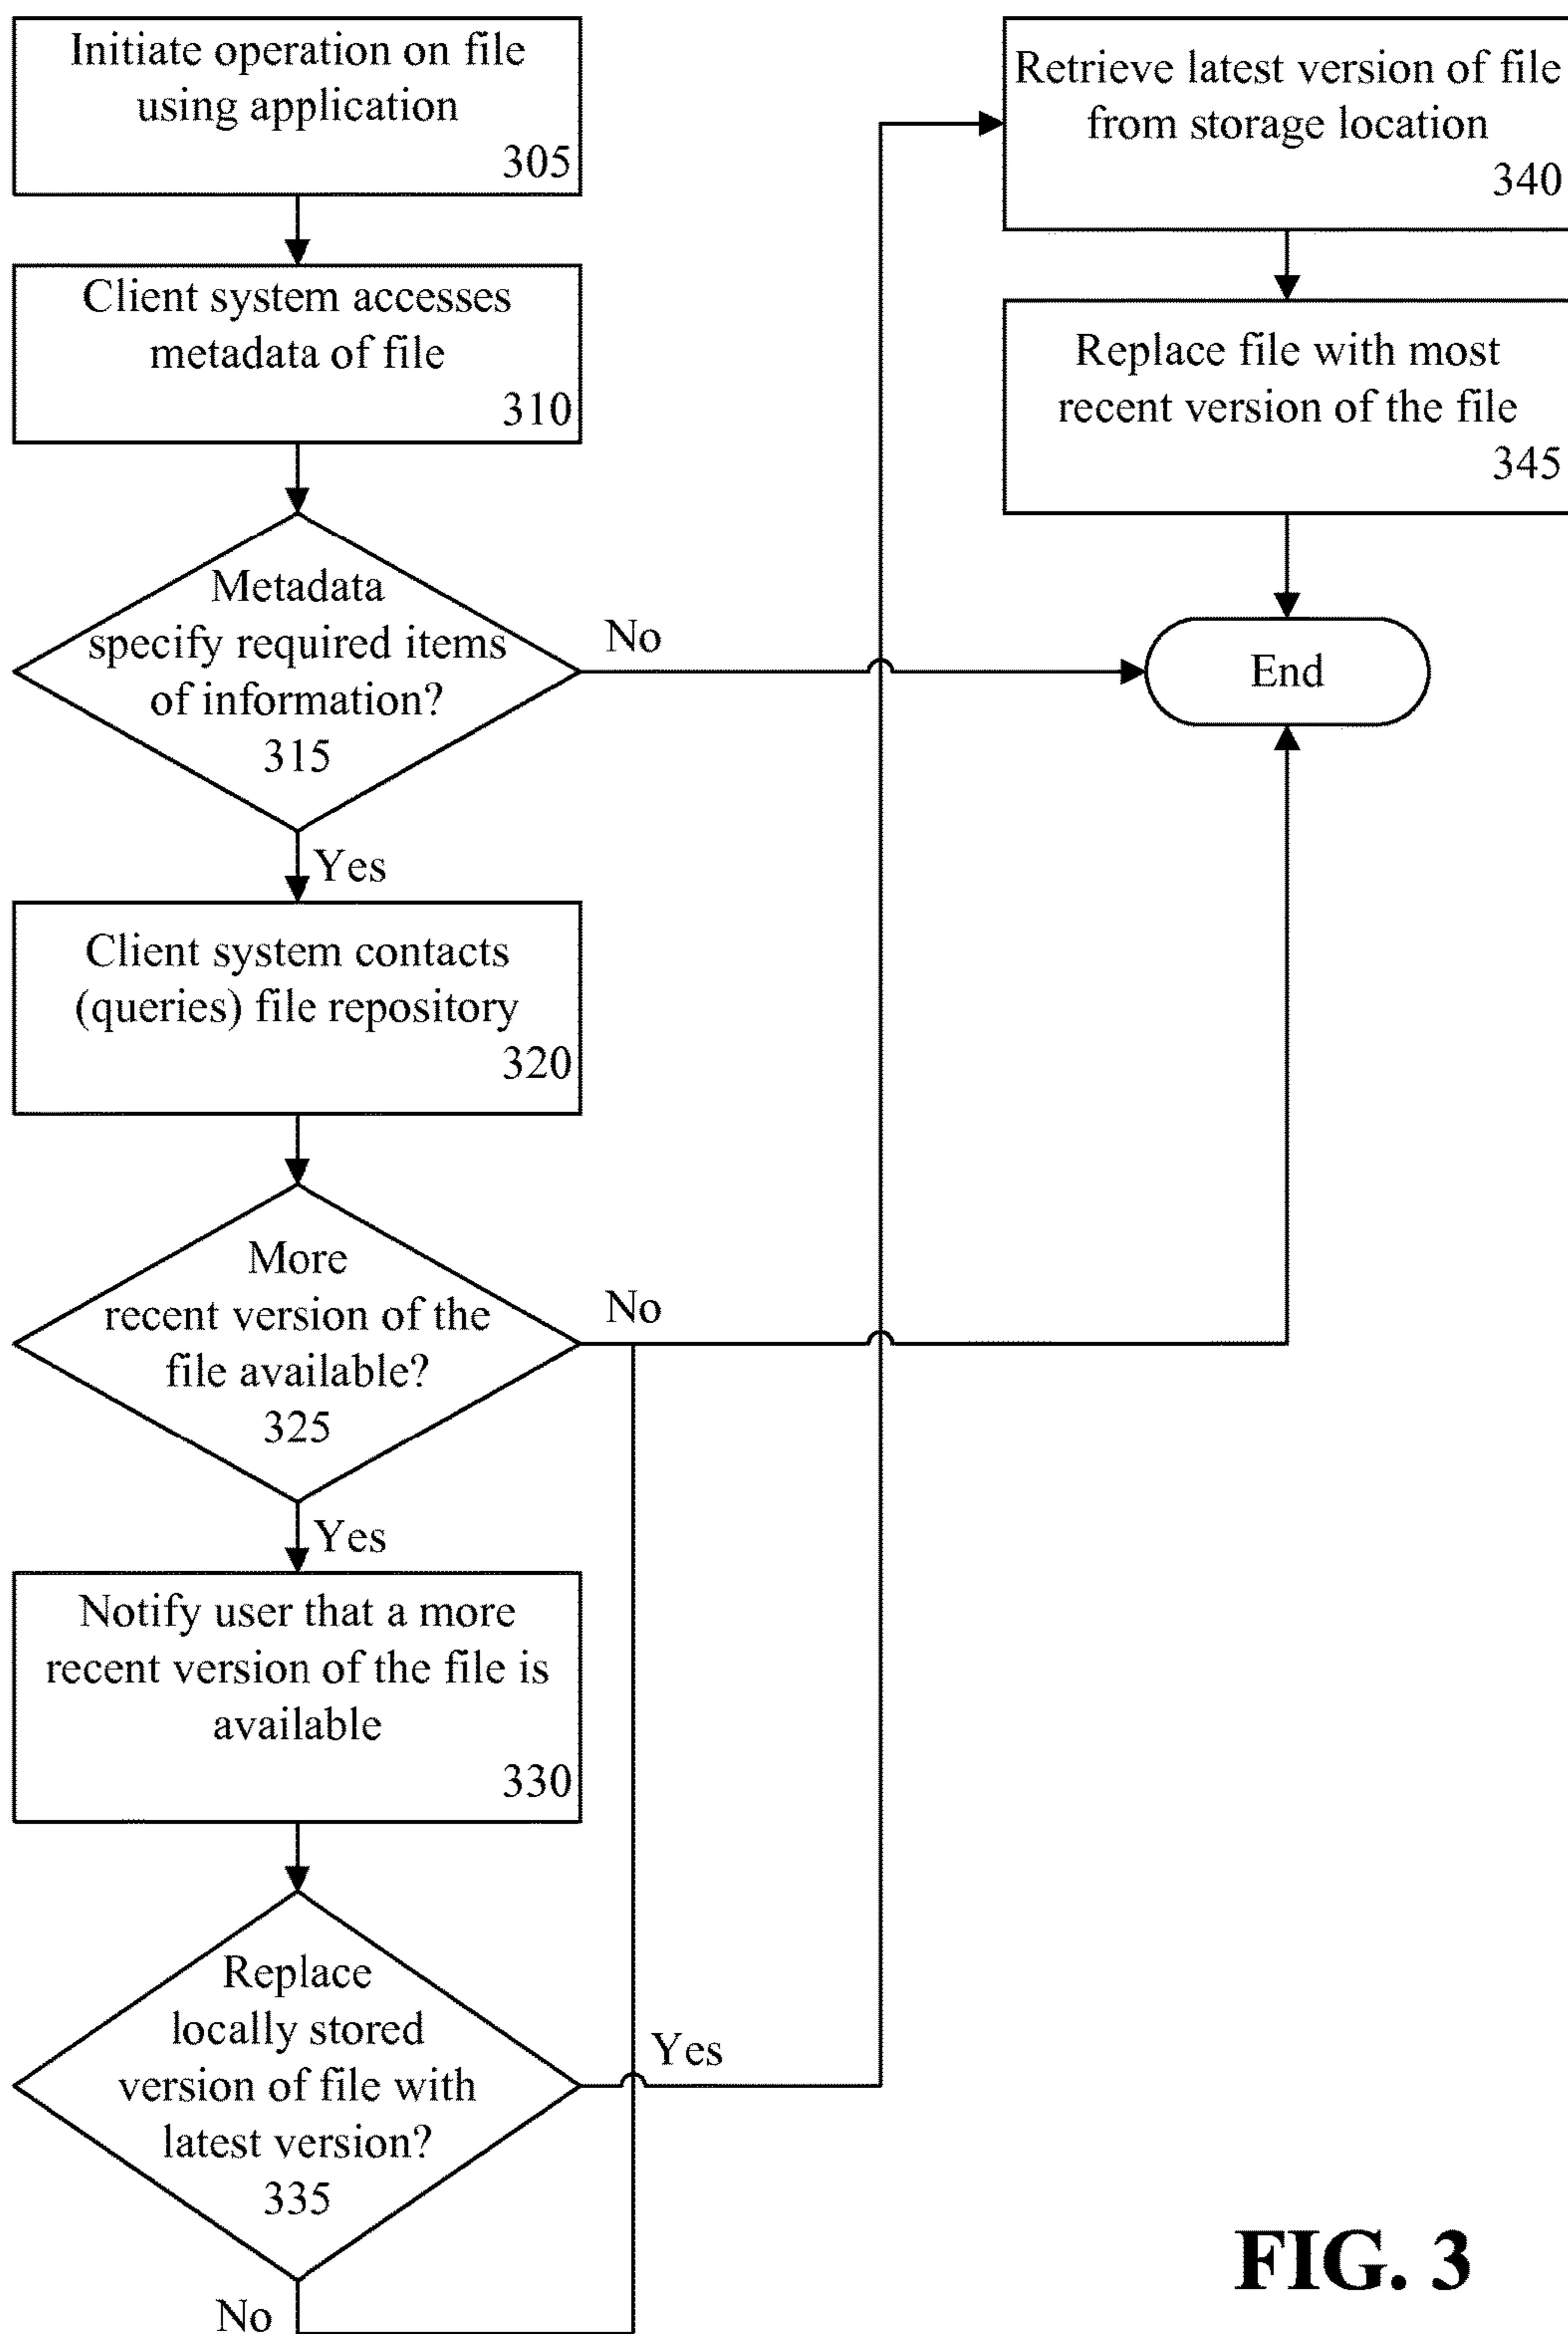 Initiate operation on file
using application
305
Client system accesses
metadata of file
310
Metadata
specify required items
of information?
315
No
Yes
Client system contacts
(queries) file repository
320
More
recent version of the
file available?
325
No
Yes
Notify user that a more
recent version of the file is
available
330
Replace
locally stored
version of file with
latest version?
335
Yes
No
Retrieve latest version of file
from storage location
340
Replace file with most
recent version of the file
345
End
FIG. 3